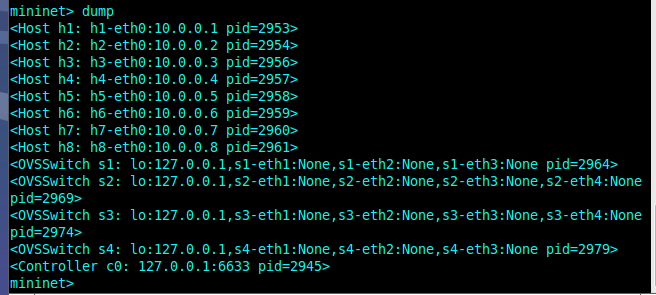 mininet> dump
<Host h1: h1-eth0:10.0.0.1 pid=2953>
<Host h2: h2-eth0:10.0.0.2 pid=2954>
<Host h3: h3-eth0:10.0.0.3 pid=2956>
<Host h4: h4-eth0:10.0.0.4 pid=2957>
<Host h5: h5-eth0:10.0.0.5 pid=2958>
<Host h6: h6-eth0:10.0.0.6 pid=2959>
<Host h7: h7-eth0:10.0.0.7 pid=2960>
<Host h8: h8-eth0:10.0.0.8 pid=2961>
<OVSSwitch s1: lo:127.0.0.1,s1-eth1:None,s1-eth2:None,s1-eth3:None pid=2964>
<OVSSwitch s2: lo:127.0.0.1,s2-eth1:None,s2-eth2:None,s2-eth3:None,s2-eth4:None
pid=2969>
<OVSSwitch s3: lo:127.0.0.1,s3-eth1:None,s3-eth2:None,s3-eth3:None,s3-eth4:None
pid=2974>
<OVSSwitch s4: lo:127.0.0.1,s4-eth1:None,s4-eth2:None,s4-eth3:None pid=2979>
<Controller c0: 127.0.0.1:6633 pid=2945>
mininet>